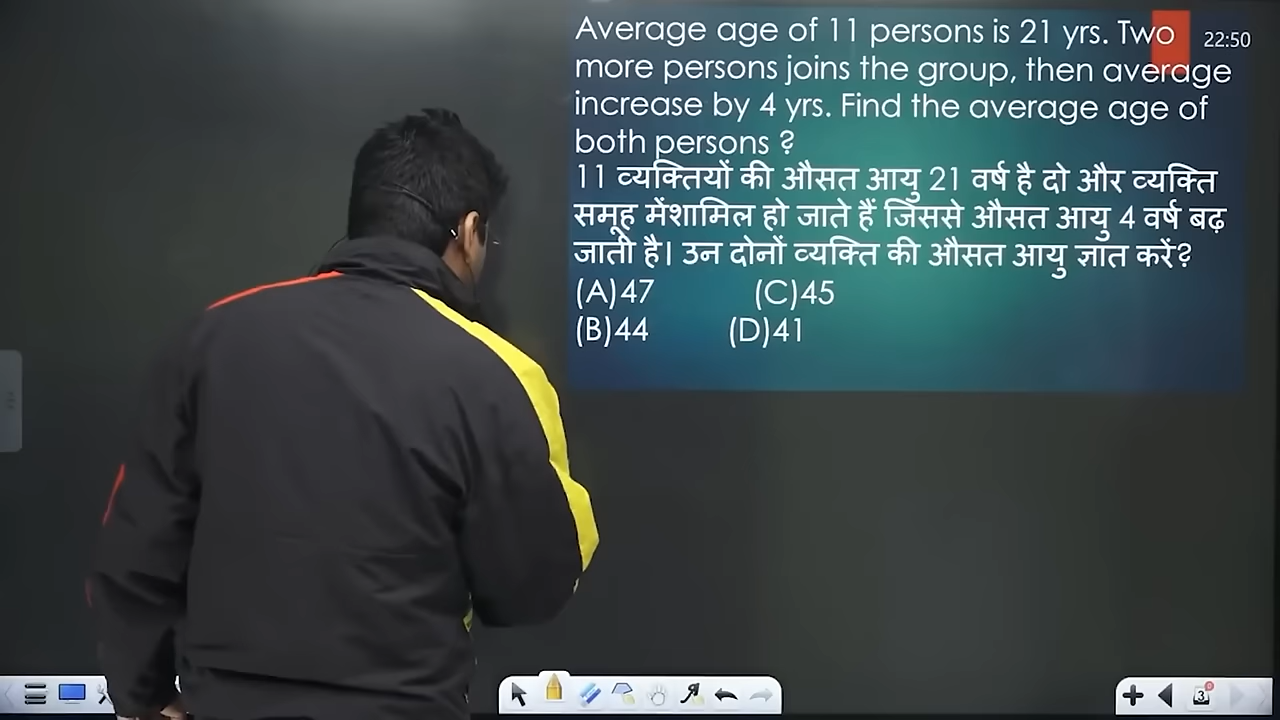 Average age of 11 persons is 21 yrs. Two
22:50
more persons joins the group, then average
increase by 4 yrs. Find the average age of
both persons ?
11 व्यक्तियों की औसत आयु 21 वर्ष है दो और व्यक्ति
समूह मेंशामिल हो जाते हैं जिससे औसत आयु 4 वर्ष बढ़
जाती है। उन दोनों व्यक्ति की औसत आयु ज्ञात करें?
(A)47 (C)45
(B)44 (D)41
3